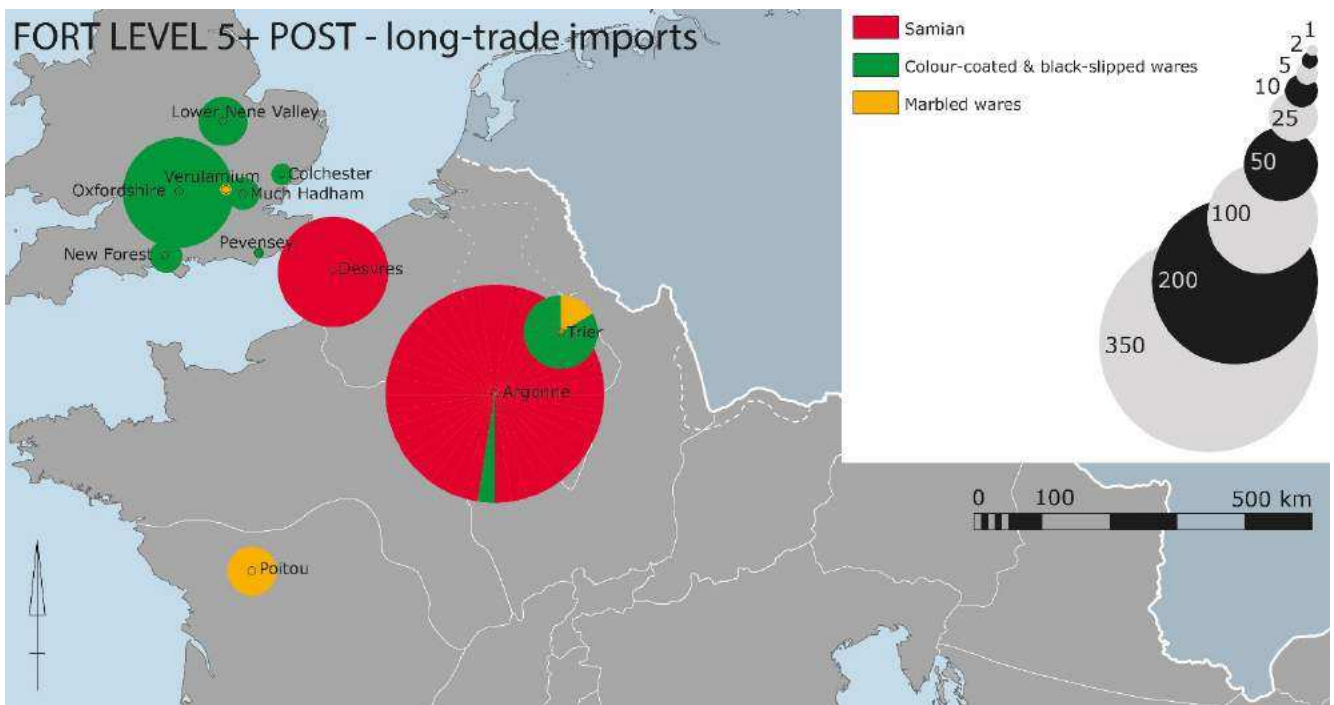 FORT LEVEL 5+ POST - long-trade imports
Samian
Colour-coated & black-slipped wares
Marbled wares
1
2
5
10
25
50
100
200
350
Lower Nene Valley
Verulamium
Colchester
Oxfordshire
Much Hadham
New Forest
Pevensey
Desvres
Trier
Argonne
Poitou
0 100 500 km